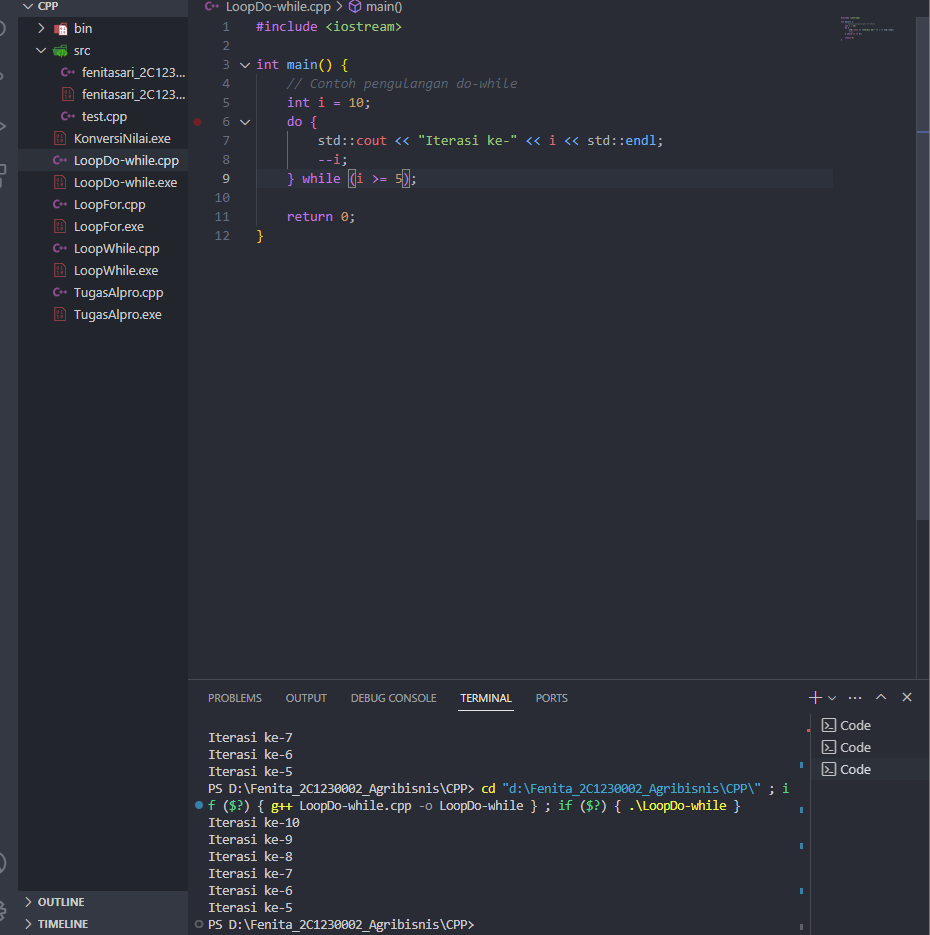 CPP
bin
src
fenitasari_2C123...
fenitasari_2C123...
test.cpp
KonversiNilai.exe
LoopDo-while.cpp
LoopDo-while.exe
LoopFor.cpp
LoopFor.exe
LoopWhile.cpp
LoopWhile.exe
TugasAlpro.cpp
TugasAlpro.exe
OUTLINE
TIMELINE
LoopDo-while.cpp > main()
1 #include <iostream>
2
3 int main() {
4 // Contoh pengulangan do-while
5 int i = 10;
6 do {
7 std::cout << "Iterasi ke-" << i << std::endl;
8 --i;
9 } while (i >= 5);
10
11 return 0;
12 }
PROBLEMS OUTPUT DEBUG CONSOLE TERMINAL PORTS
Iterasi ke-7
Iterasi ke-6
Iterasi ke-5
PS D:\Fenita_2C1230002_Agribisnis\CPP> cd "d:\Fenita_2C1230002_Agribisnis\CPP\" ; i
f ($?) { g++ LoopDo-while.cpp -o LoopDo-while } ; if ($?) { .\LoopDo-while }
Iterasi ke-10
Iterasi ke-9
Iterasi ke-8
Iterasi ke-7
Iterasi ke-6
Iterasi ke-5
PS D:\Fenita_2C1230002_Agribisnis\CPP>
Code
Code
Code